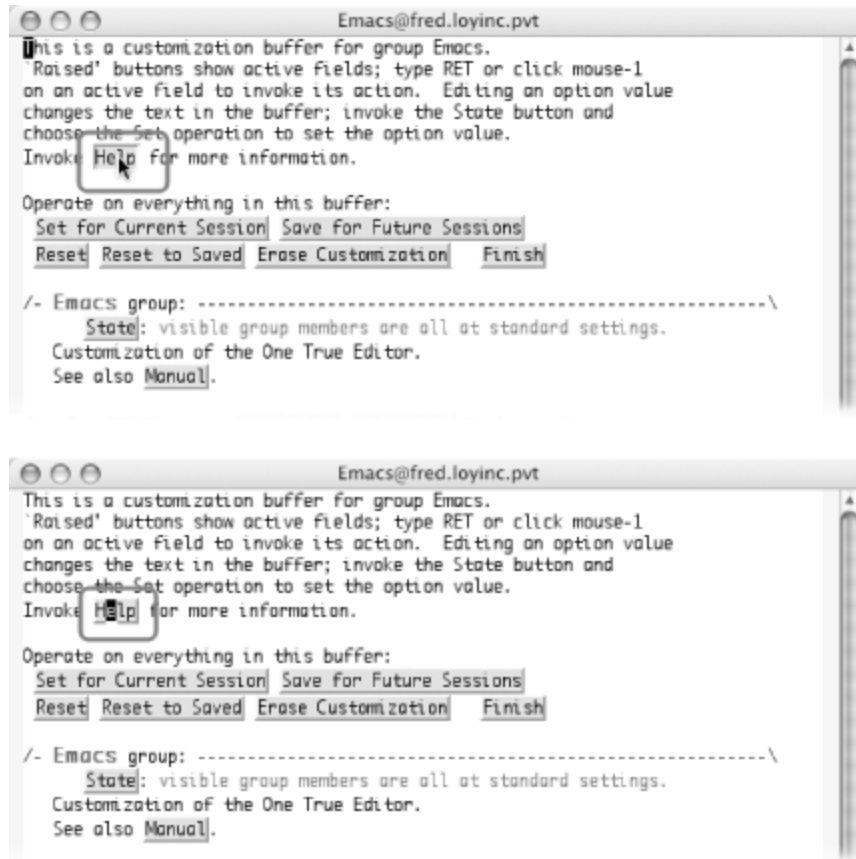 Emacs@fred.loyinc.pvt
This is a customization buffer for group Emacs.
`Raised' buttons show active fields; type RET or click mouse-1
on an active field to invoke its action.  Editing an option value
changes the text in the buffer; invoke the State button and
choose the Set operation to set the option value.
Invoke Help for more information.
Operate on everything in this buffer:
Set for Current Session Save for Future Sessions
Reset Reset to Saved Erase Customization Finish
/- Emacs group: ---------------------------------------------------------\
State: visible group members are all at standard settings.
Customization of the One True Editor.
See also Manual.
Emacs@fred.loyinc.pvt
This is a customization buffer for group Emacs.
`Raised' buttons show active fields; type RET or click mouse-1
on an active field to invoke its action.  Editing an option value
changes the text in the buffer; invoke the State button and
choose the Set operation to set the option value.
Invoke Help for more information.
Operate on everything in this buffer:
Set for Current Session Save for Future Sessions
Reset Reset to Saved Erase Customization Finish
/- Emacs group: ---------------------------------------------------------\
State: visible group members are all at standard settings.
Customization of the One True Editor.
See also Manual.